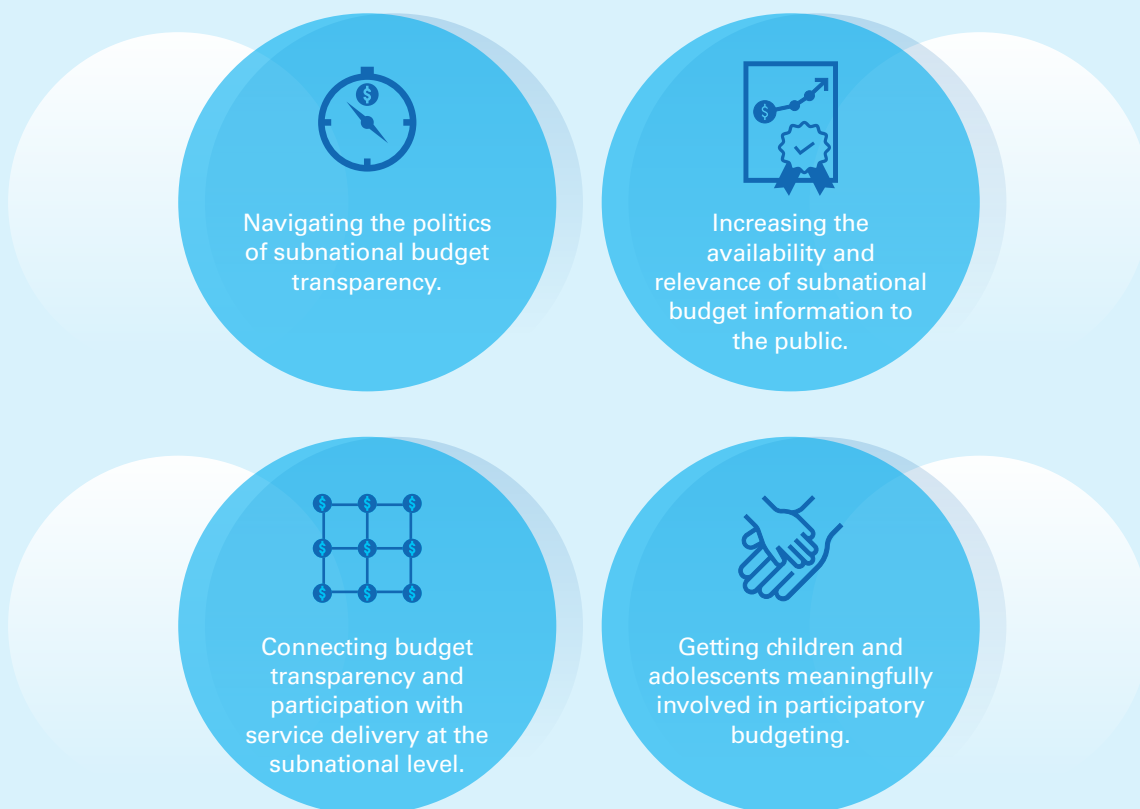 Navigating the politics
of subnational budget
transparency.
Increasing the
availability and
relevance of subnational
budget information to
the public.
Connecting budget
transparency and
participation with
service delivery at the
subnational level.
Getting children and
adolescents meaningfully
involved in participatory
budgeting.